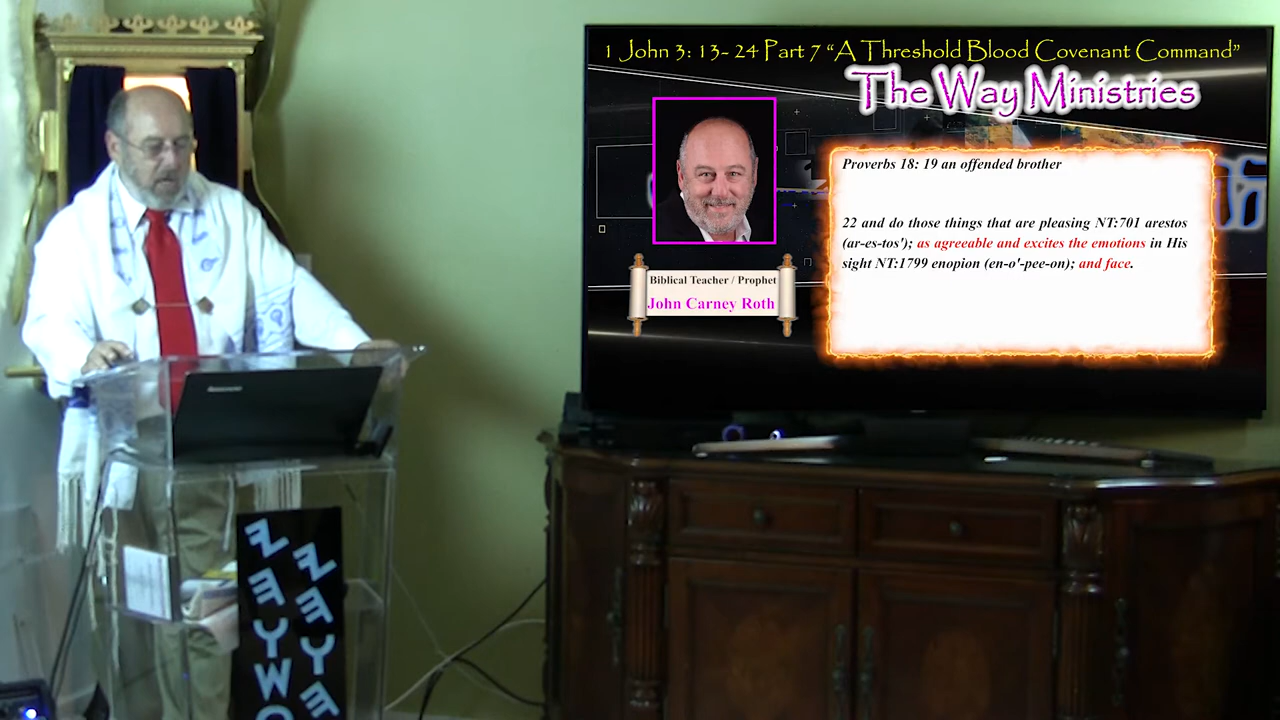 1 John 3: 13- 24 Part 7 “A Threshold Blood Covenant Command”
The Way Ministries
Proverbs 18: 19 an offended brother
22 and do those things that are pleasing NT:701 arestos
(ar-es-tos'); as agreeable and excites the emotions in His
sight NT:1799 enopion (en-o'-pee-on); and face.
Biblical Teacher / Prophet
John Carney Roth
lenovo
𐤉𐤄𐤅𐤄
𐤉𐤄𐤅𐤔𐤏